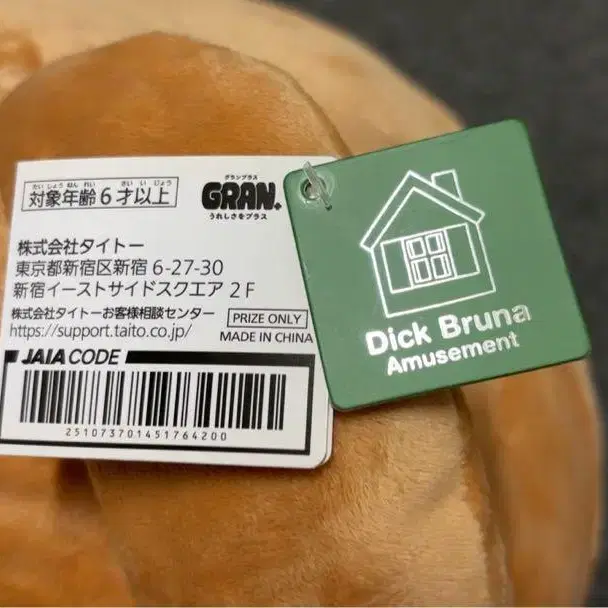 対象年齢6才以上
たいしょうねんれい さいいじょう
グランプラス
GRAN+
うれしさをプラス
株式会社タイトー
東京都新宿区新宿6-27-30
新宿イーストサイドスクエア 2F
株式会社タイトーお客様相談センター
https://support.taito.co.jp/
PRIZE ONLY
MADE IN CHINA
JAIA CODE
251073701451764200
Dick Bruna
Amusement